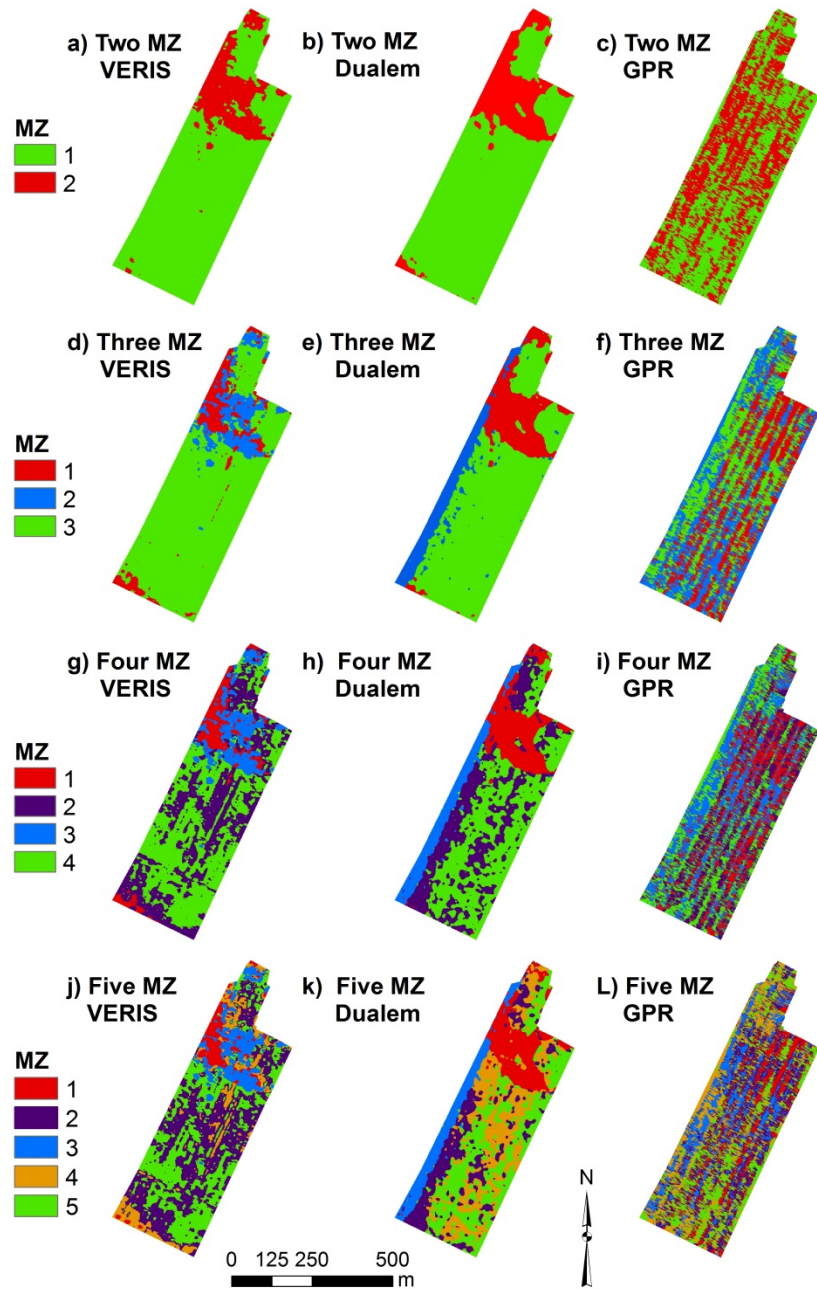 a) Two MZ
VERIS
b) Two MZ
Dualem
c) Two MZ
GPR
MZ
1
2
d) Three MZ
VERIS
e) Three MZ
Dualem
f) Three MZ
GPR
MZ
1
2
3
g) Four MZ
VERIS
h) Four MZ
Dualem
i) Four MZ
GPR
MZ
1
2
3
4
j) Five MZ
VERIS
k) Five MZ
Dualem
L) Five MZ
GPR
MZ
1
2
3
4
5
N
0 125 250 500
m